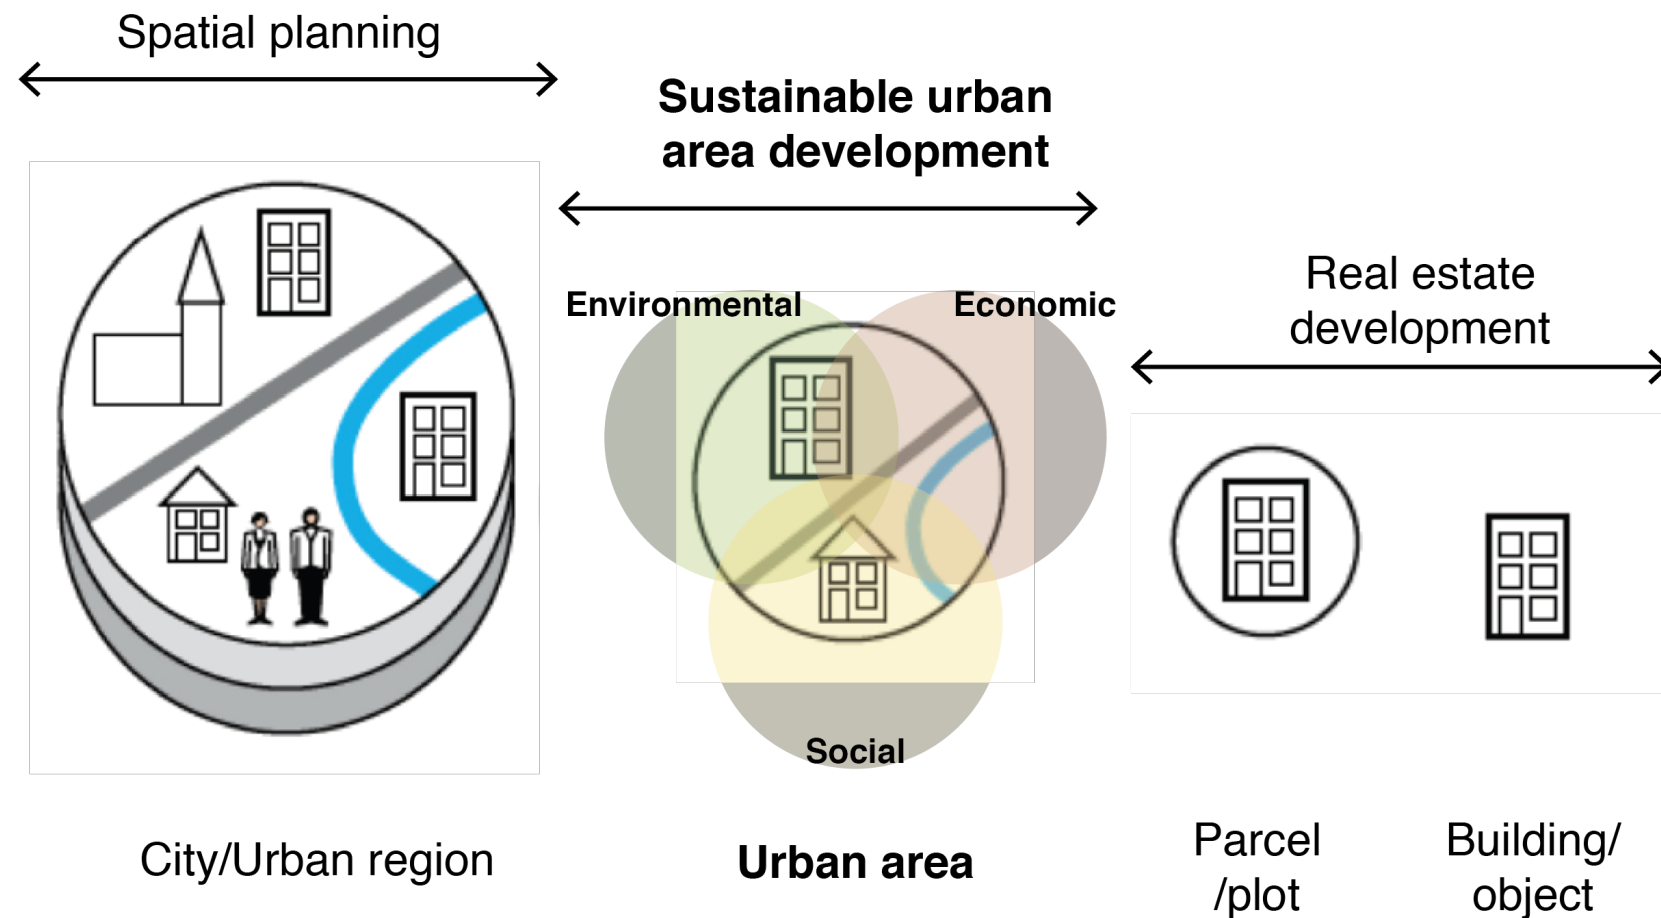 Spatial planning
Sustainable urban
area development
Environmental
Economic
Social
Real estate
development
City/Urban region
Urban area
Parcel
/plot
Building/
object